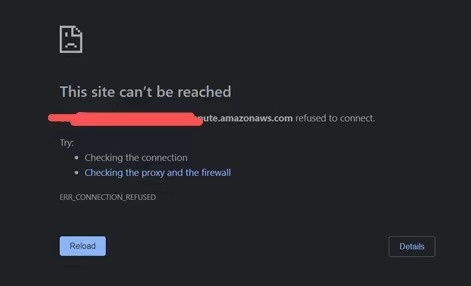 This site can't be reached
nute.amazonaws.com refused to connect.
Try:
Checking the connection
Checking the proxy and the firewall
ERR_CONNECTION_REFUSED
Reload
Details